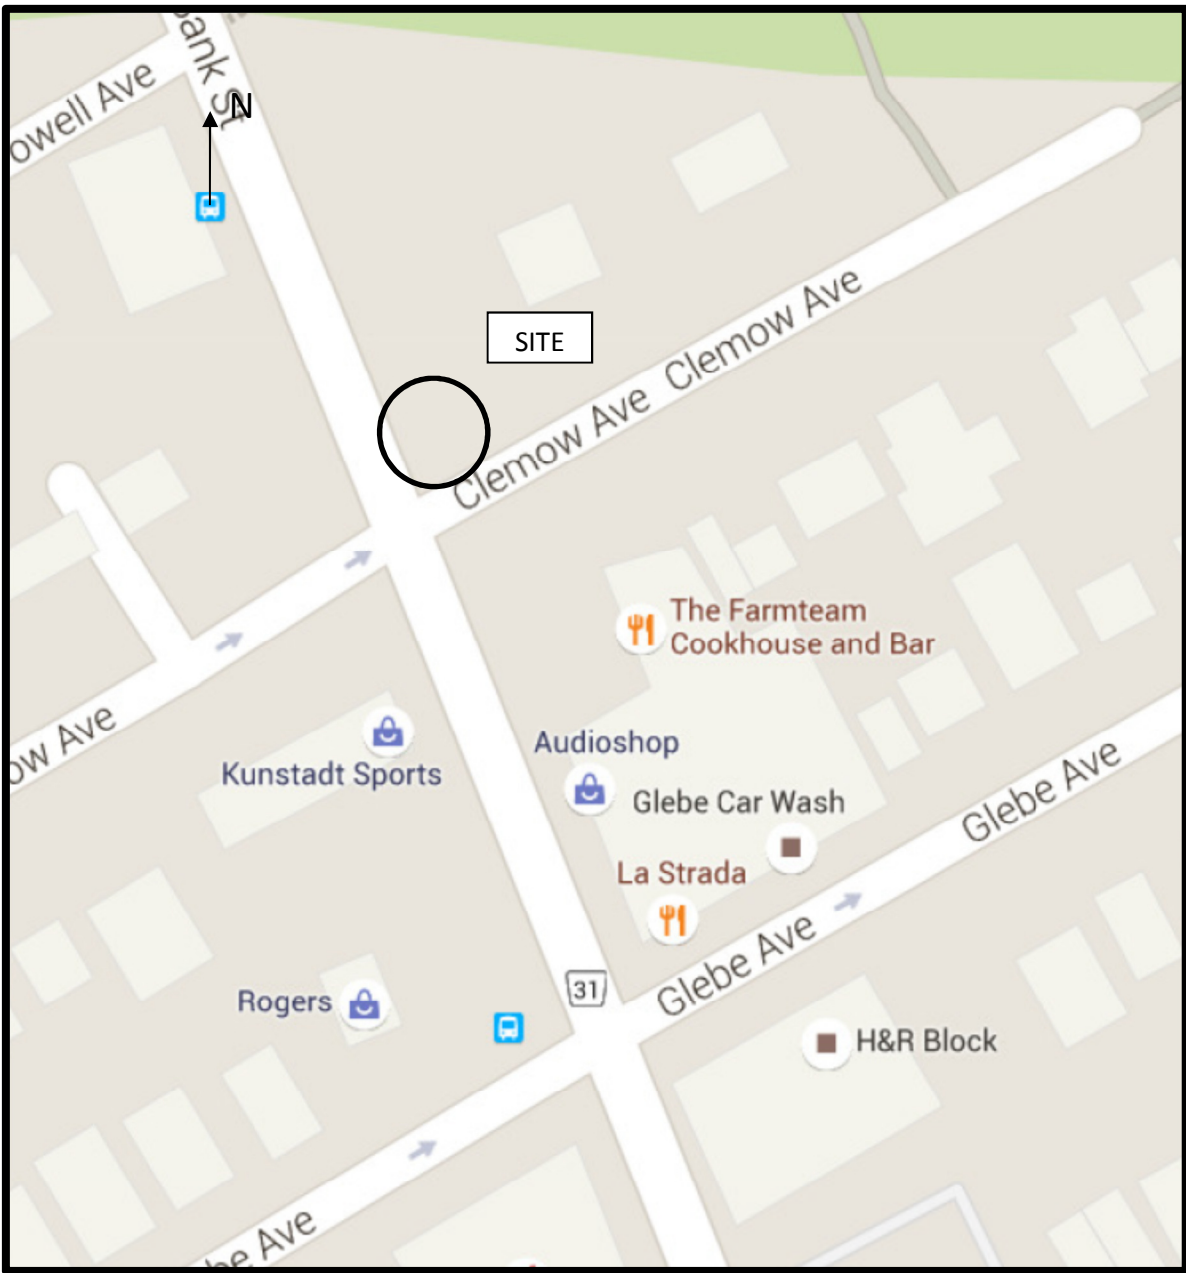 ank St
N
owell Ave
SITE
Clemow Ave
Clemow Ave
The Farmteam
Cookhouse and Bar
ow Ave
Kunstadt Sports
Audioshop
Glebe Car Wash
Glebe Ave
La Strada
Glebe Ave
31
Rogers
H&R Block
be Ave